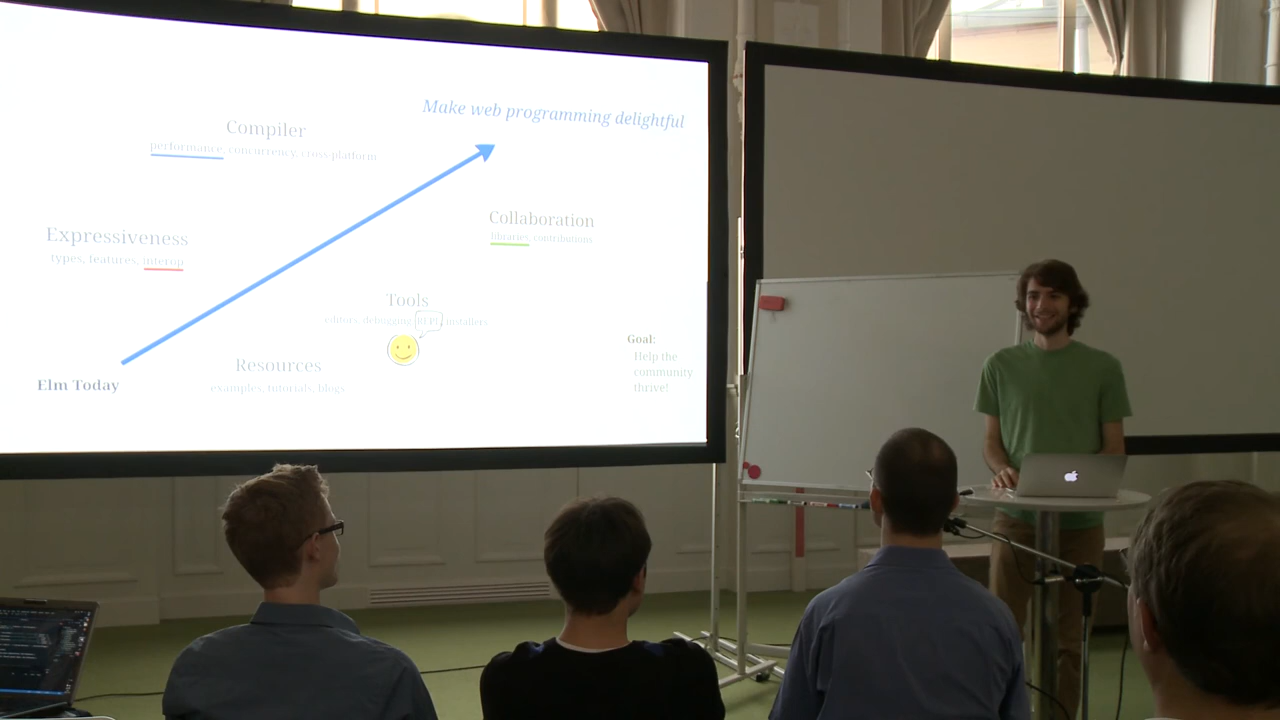 Make web programming delightful
Compiler
performance, concurrency, cross-platform
Collaboration
libraries, contributions
Expressiveness
types, features, interop
Tools
editors, debugging, REPL, installers
Goal:
Help the
community
thrive!
Resources
examples, tutorials, blogs
Elm Today